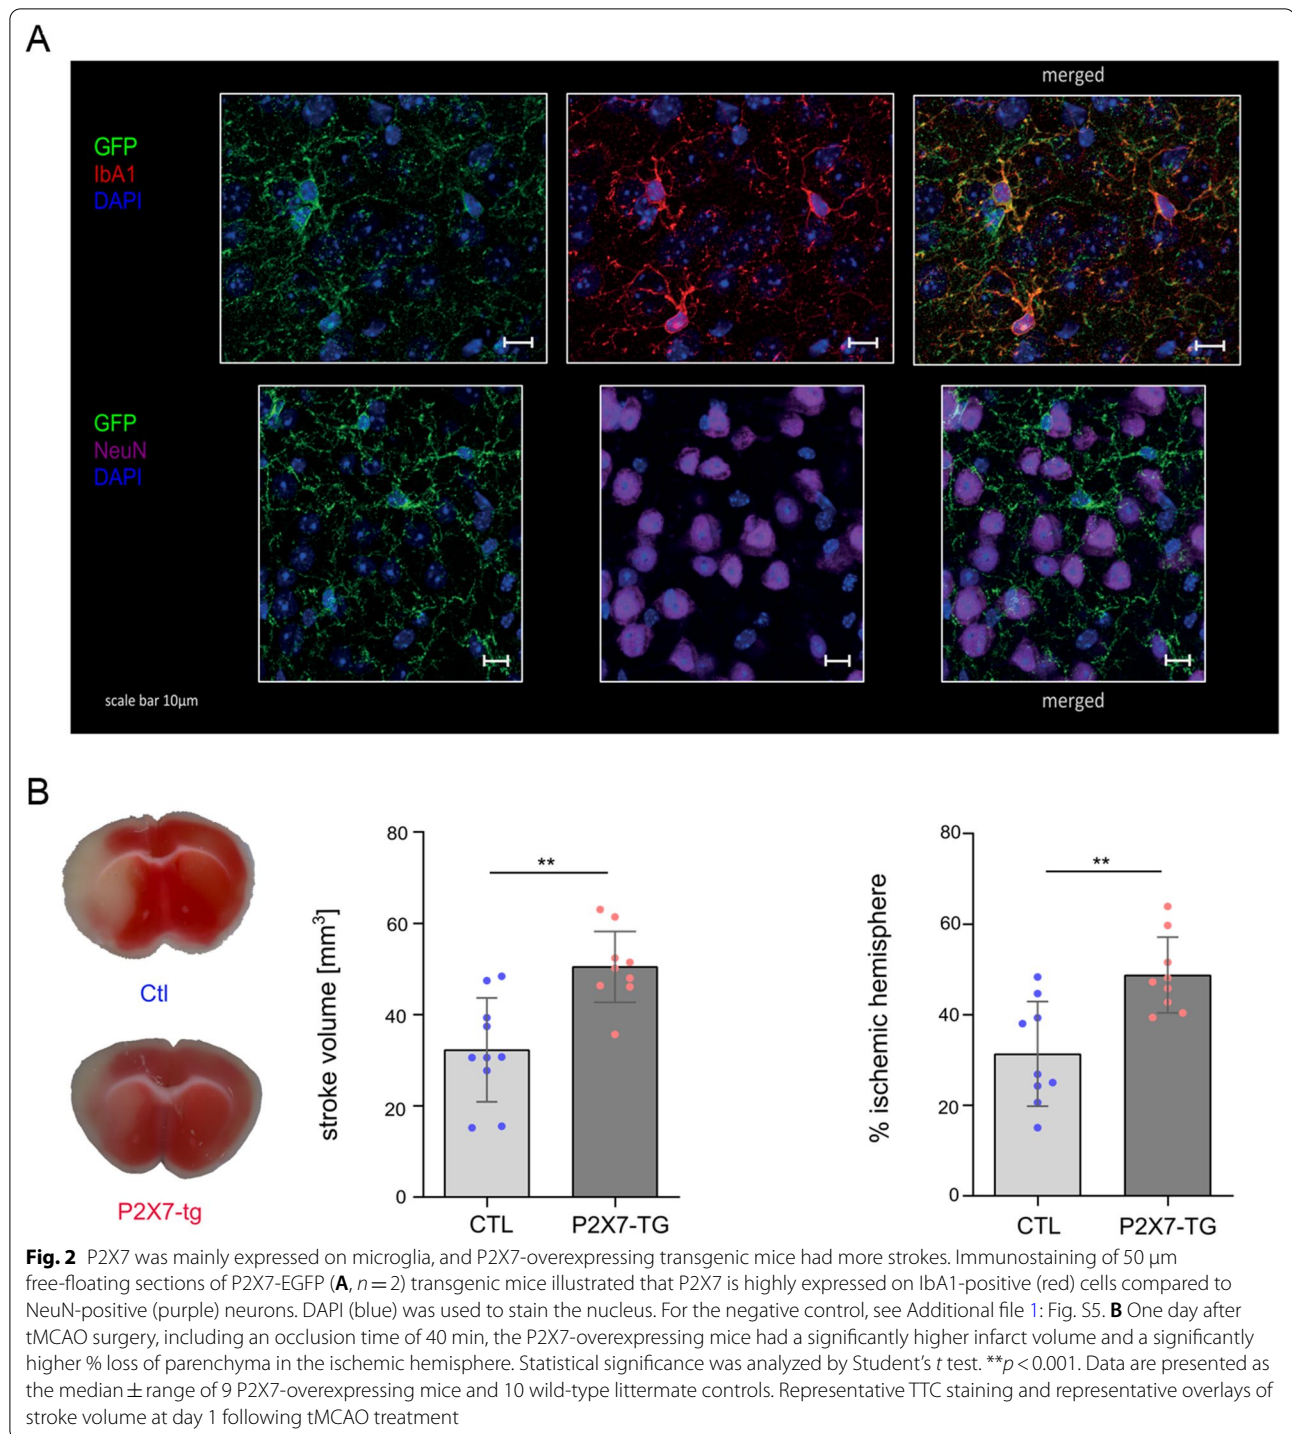 A
merged
GFP
IbA1
DAPI
GFP
NeuN
DAPI
scale bar 10µm
merged
B
Ctl
P2X7-tg
stroke volume [mm³]
80
60
40
20
0
**
CTL
P2X7-TG
% ischemic hemisphere
80
60
40
20
0
**
CTL
P2X7-TG
Fig. 2 P2X7 was mainly expressed on microglia, and P2X7-overexpressing transgenic mice had more strokes. Immunostaining of 50 µm
free-floating sections of P2X7-EGFP (A, n = 2) transgenic mice illustrated that P2X7 is highly expressed on IbA1-positive (red) cells compared to
NeuN-positive (purple) neurons. DAPI (blue) was used to stain the nucleus. For the negative control, see Additional file 1: Fig. S5. B One day after
tMCAO surgery, including an occlusion time of 40 min, the P2X7-overexpressing mice had a significantly higher infarct volume and a significantly
higher % loss of parenchyma in the ischemic hemisphere. Statistical significance was analyzed by Student's t test. **p < 0.001. Data are presented as
the median ± range of 9 P2X7-overexpressing mice and 10 wild-type littermate controls. Representative TTC staining and representative overlays of
stroke volume at day 1 following tMCAO treatment